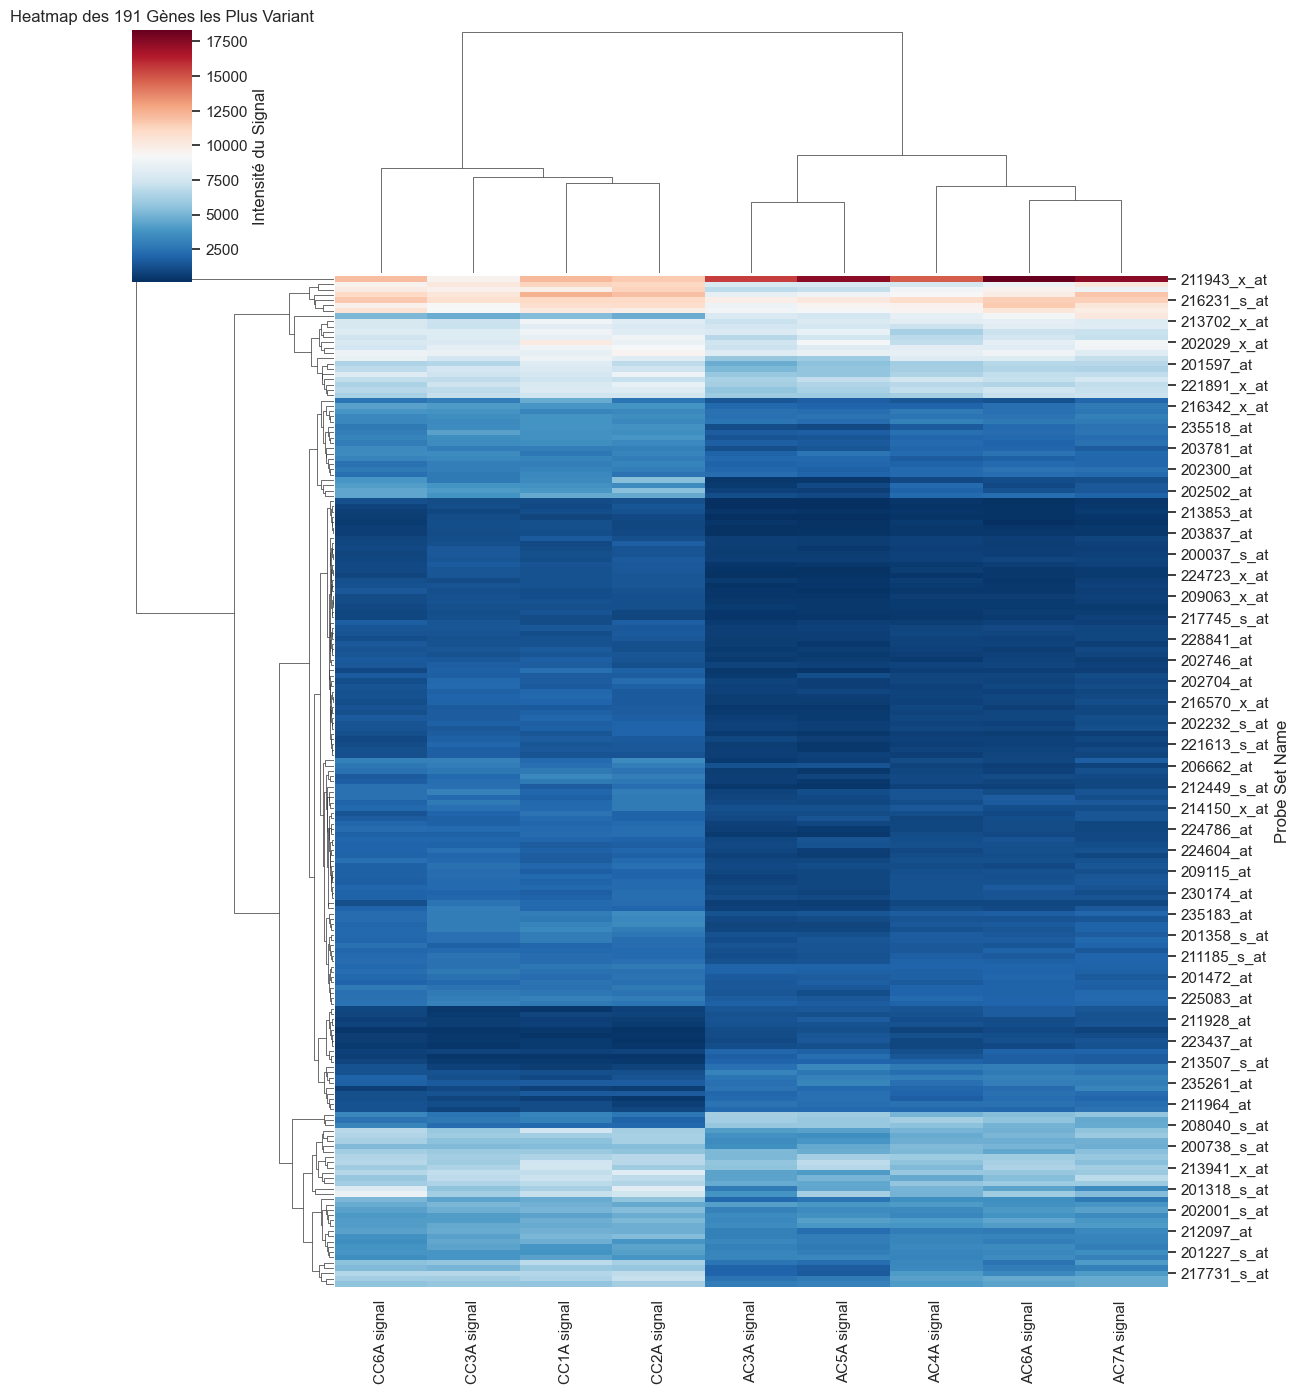 Heatmap des 191 Gènes les Plus Variant
17500
15000
12500
10000
7500
5000
2500
Intensité du Signal
211943_x_at
216231_s_at
213702_x_at
202029_x_at
201597_at
221891_x_at
216342_x_at
235518_at
203781_at
202300_at
202502_at
213853_at
203837_at
200037_s_at
224723_x_at
209063_x_at
217745_s_at
228841_at
202746_at
202704_at
216570_x_at
202232_s_at
221613_s_at
206662_at
212449_s_at
214150_x_at
224786_at
224604_at
209115_at
230174_at
235183_at
201358_s_at
211185_s_at
201472_at
225083_at
211928_at
223437_at
213507_s_at
235261_at
211964_at
208040_s_at
200738_s_at
213941_x_at
201318_s_at
202001_s_at
212097_at
201227_s_at
217731_s_at
Probe Set Name
CC6A signal
CC3A signal
CC1A signal
CC2A signal
AC3A signal
AC5A signal
AC4A signal
AC6A signal
AC7A signal